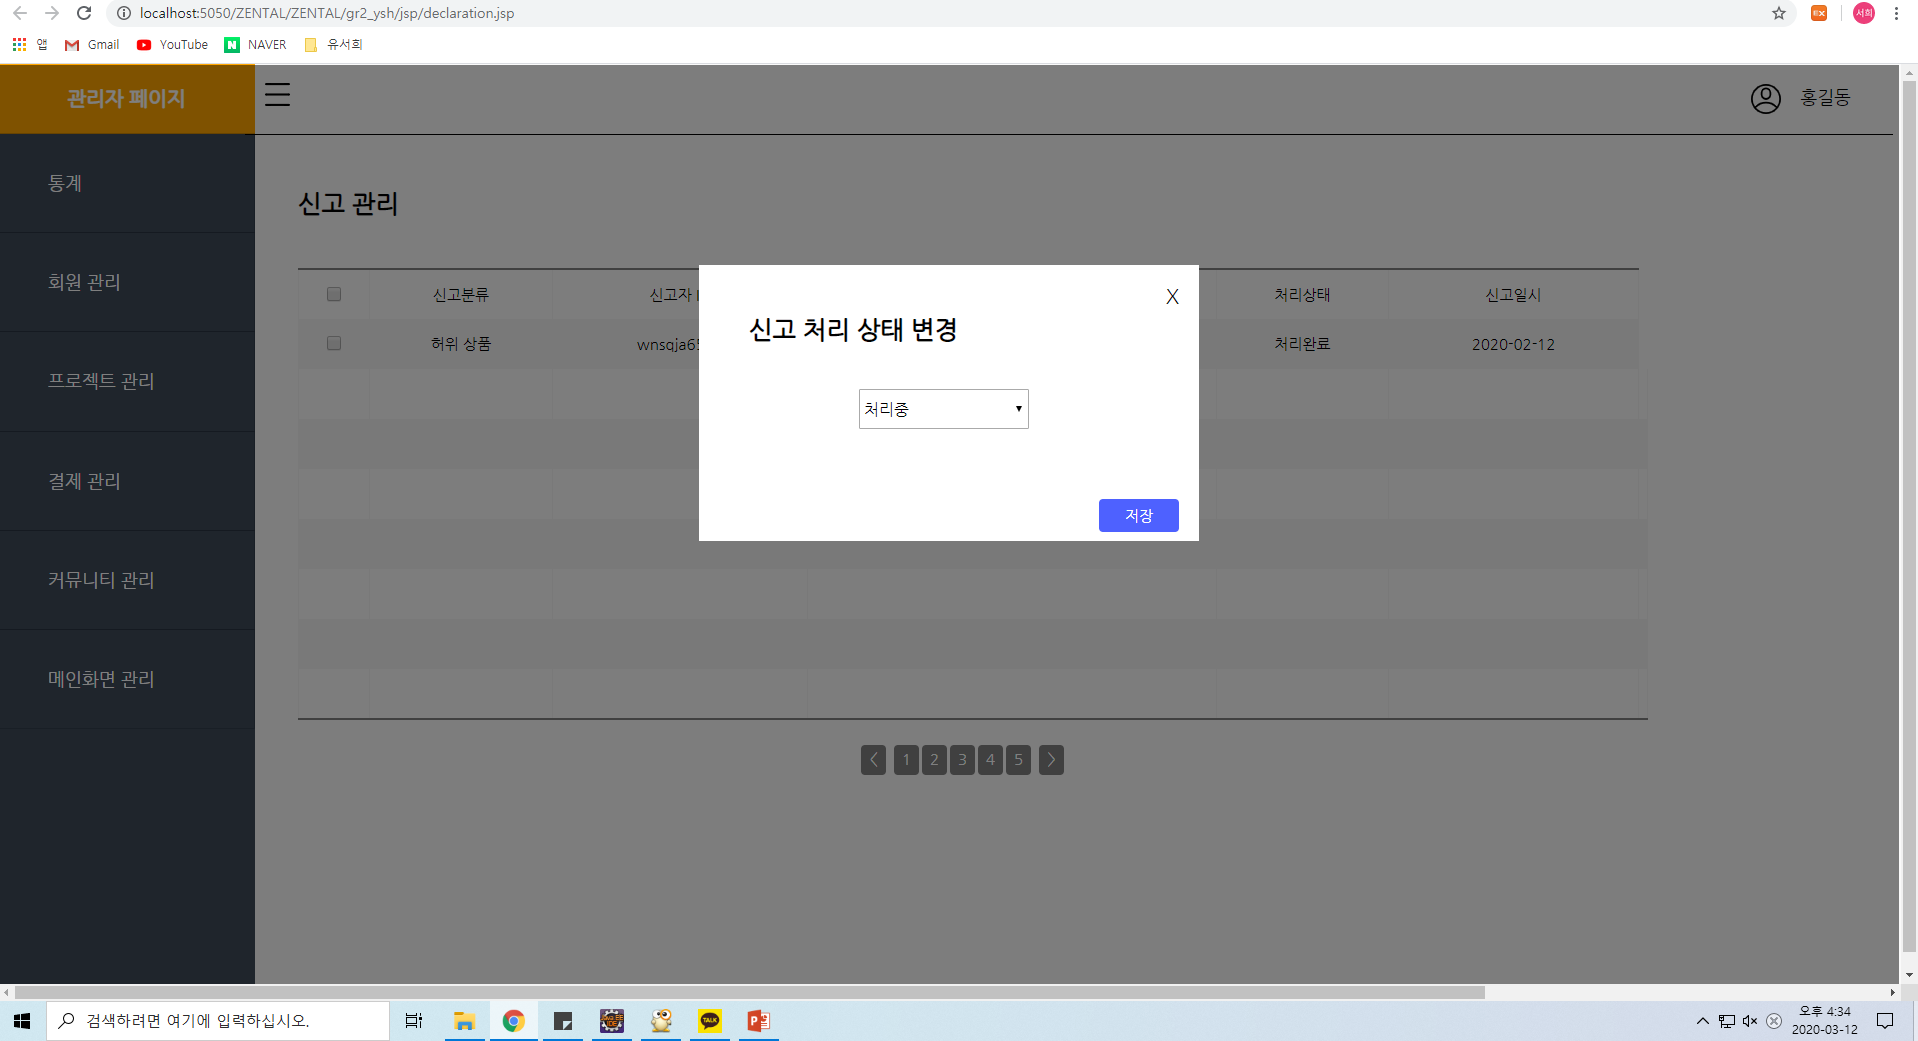 localhost:5050/ZENTAL/ZENTAL/gr2_ysh/jsp/declaration.jsp
서희
앱 Gmail YouTube NAVER 유서희
관리자 페이지
홍길동
통계
회원 관리
프로젝트 관리
결제 관리
커뮤니티 관리
메인화면 관리
신고 관리
신고분류 신고자 처리상태 신고일시
허위 상품 wnsqja65 처리완료 2020-02-12
X
신고 처리 상태 변경
처리중
저장
< 1 2 3 4 5 >
검색하려면 여기에 입력하십시오.
TALK
오후 4:34
2020-03-12